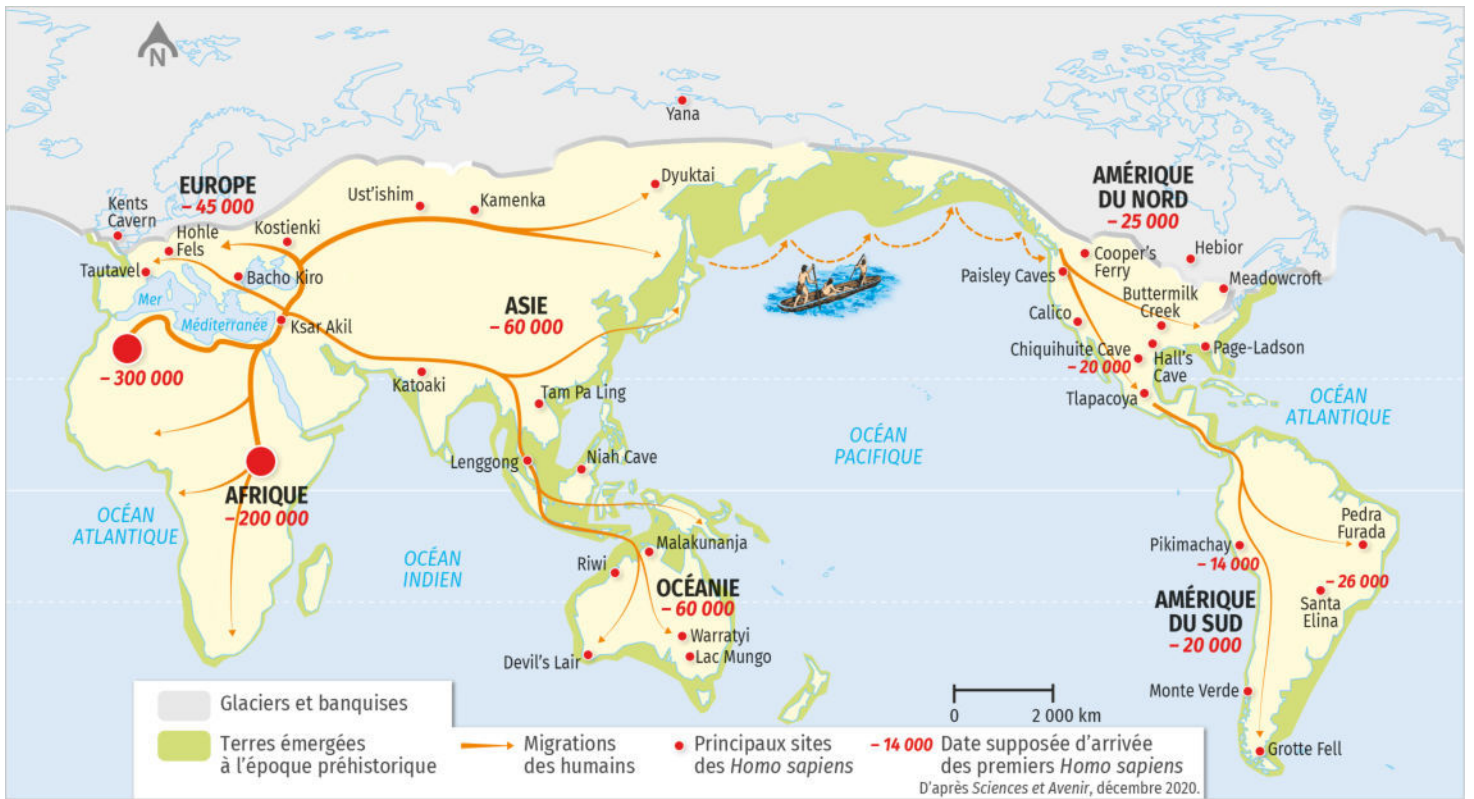 N
Yana
EUROPE
– 45 000
Kents
Cavern
Hohle
Fels
Tautavel
Kostienki
Bacho Kiro
Ust'ishim
Kamenka
Dyuktai
Mer
Méditerranée
Ksar Akil
ASIE
– 60 000
– 300 000
Katoaki
Tam Pa Ling
Lenggong
Niah Cave
AFRIQUE
– 200 000
OCÉAN
ATLANTIQUE
OCÉAN
INDIEN
Malakunanja
Riwi
OCÉANIE
– 60 000
Warratyi
Lac Mungo
Devil's Lair
OCÉAN
PACIFIQUE
AMÉRIQUE
DU NORD
– 25 000
Cooper's
Ferry
Hebior
Paisley Caves
Meadowcroft
Buttermilk
Creek
Calico
Chiquihuite Cave
– 20 000
Hall's
Cave
Page-Ladson
Tlapacoya
OCÉAN
ATLANTIQUE
Pedra
Furada
Pikimachay
– 14 000
– 26 000
Santa
Elina
AMÉRIQUE
DU SUD
– 20 000
Monte Verde
Grotte Fell
0 2 000 km
Glaciers et banquises
Terres émergées
à l'époque préhistorique
Migrations
des humains
Principaux sites
des Homo sapiens
– 14 000 Date supposée d'arrivée
des premiers Homo sapiens
D'après Sciences et Avenir, décembre 2020.